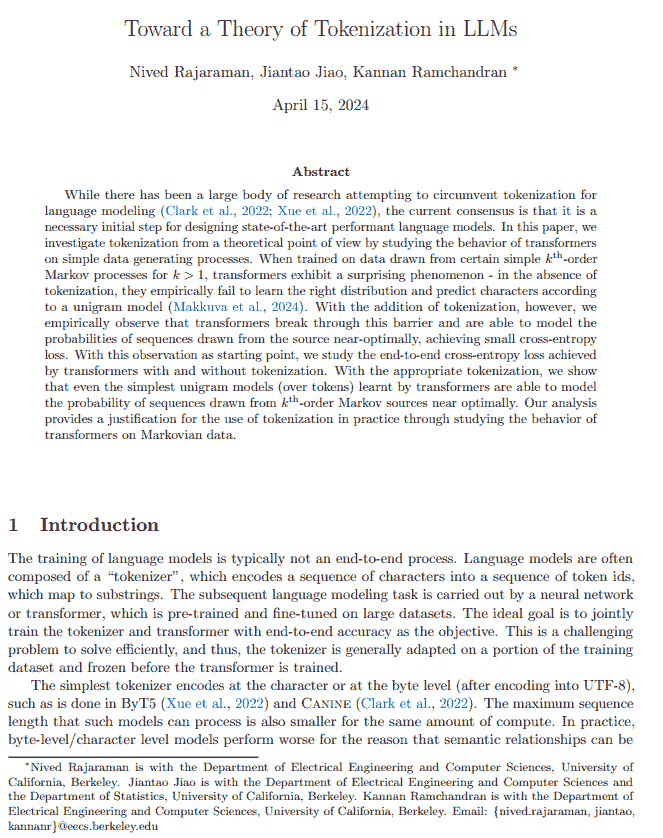 Toward a Theory of Tokenization in LLMs
Nived Rajaraman, Jiantao Jiao, Kannan Ramchandran *
April 15, 2024
Abstract
While there has been a large body of research attempting to circumvent tokenization for
language modeling (Clark et al., 2022; Xue et al., 2022), the current consensus is that it is a
necessary initial step for designing state-of-the-art performant language models. In this paper, we
investigate tokenization from a theoretical point of view by studying the behavior of transformers
on simple data generating processes. When trained on data drawn from certain simple kth-order
Markov processes for k > 1, transformers exhibit a surprising phenomenon - in the absence of
tokenization, they empirically fail to learn the right distribution and predict characters according
to a unigram model (Makkuva et al., 2024). With the addition of tokenization, however, we
empirically observe that transformers break through this barrier and are able to model the
probabilities of sequences drawn from the source near-optimally, achieving small cross-entropy
loss. With this observation as starting point, we study the end-to-end cross-entropy loss achieved
by transformers with and without tokenization. With the appropriate tokenization, we show
that even the simplest unigram models (over tokens) learnt by transformers are able to model
the probability of sequences drawn from kth-order Markov sources near optimally. Our analysis
provides a justification for the use of tokenization in practice through studying the behavior of
transformers on Markovian data.
1 Introduction
The training of language models is typically not an end-to-end process. Language models are often
composed of a “tokenizer”, which encodes a sequence of characters into a sequence of token ids,
which map to substrings. The subsequent language modeling task is carried out by a neural network
or transformer, which is pre-trained and fine-tuned on large datasets. The ideal goal is to jointly
train the tokenizer and transformer with end-to-end accuracy as the objective. This is a challenging
problem to solve efficiently, and thus, the tokenizer is generally adapted on a portion of the training
dataset and frozen before the transformer is trained.
The simplest tokenizer encodes at the character or at the byte level (after encoding into UTF-8),
such as is done in ByT5 (Xue et al., 2022) and CANINE (Clark et al., 2022). The maximum sequence
length that such models can process is also smaller for the same amount of compute. In practice,
byte-level/character level models perform worse for the reason that semantic relationships can be
*Nived Rajaraman is with the Department of Electrical Engineering and Computer Sciences, University of
California, Berkeley. Jiantao Jiao is with the Department of Electrical Engineering and Computer Sciences and
the Department of Statistics, University of California, Berkeley. Kannan Ramchandran is with the Department of
Electrical Engineering and Computer Sciences, University of California, Berkeley. Email: {nived.rajaraman, jiantao,
kannanr}@eecs.berkeley.edu